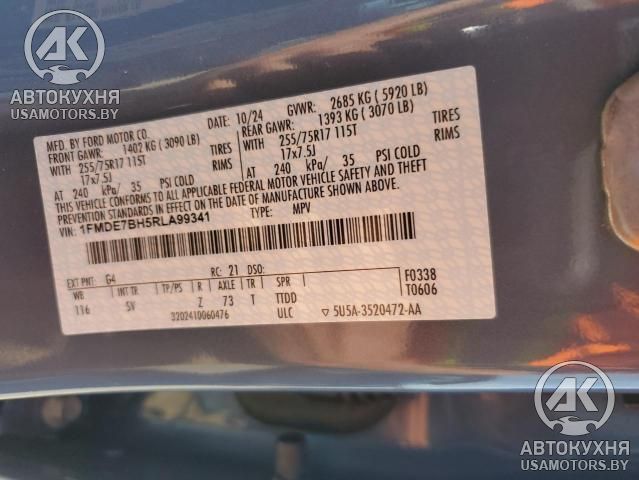 AK
АВТОКУХНЯ
USAMOTORS.BY
MFD. BY FORD MOTOR CO.
DATE: 10/24 GVWR: 2685 KG ( 5920 LB)
FRONT GAWR: 1402 KG ( 3090 LB) REAR GAWR: 1393 KG ( 3070 LB)
WITH 255/75R17 115T TIRES WITH 255/75R17 115T TIRES
17x7.5J RIMS 17x7.5J RIMS
AT 240 kPa/ 35 PSI COLD AT 240 kPa/ 35 PSI COLD
THIS VEHICLE CONFORMS TO ALL APPLICABLE FEDERAL MOTOR VEHICLE SAFETY AND THEFT PREVENTION
STANDARDS IN EFFECT ON THE DATE OF MANUFACTURE SHOWN ABOVE.
VIN: 1FMDE7BH5RLA99341 TYPE: MPV
EXT PNT: G4 RC: 21 DSO: F0338
WB INT TR TP/PS R AXLE TR SPR T0606
116 SV Z 73 T TTDD
3202410060476 ULC ▽ 5U5A-3520472-AA
AK
АВТОКУХНЯ
USAMOTORS.BY